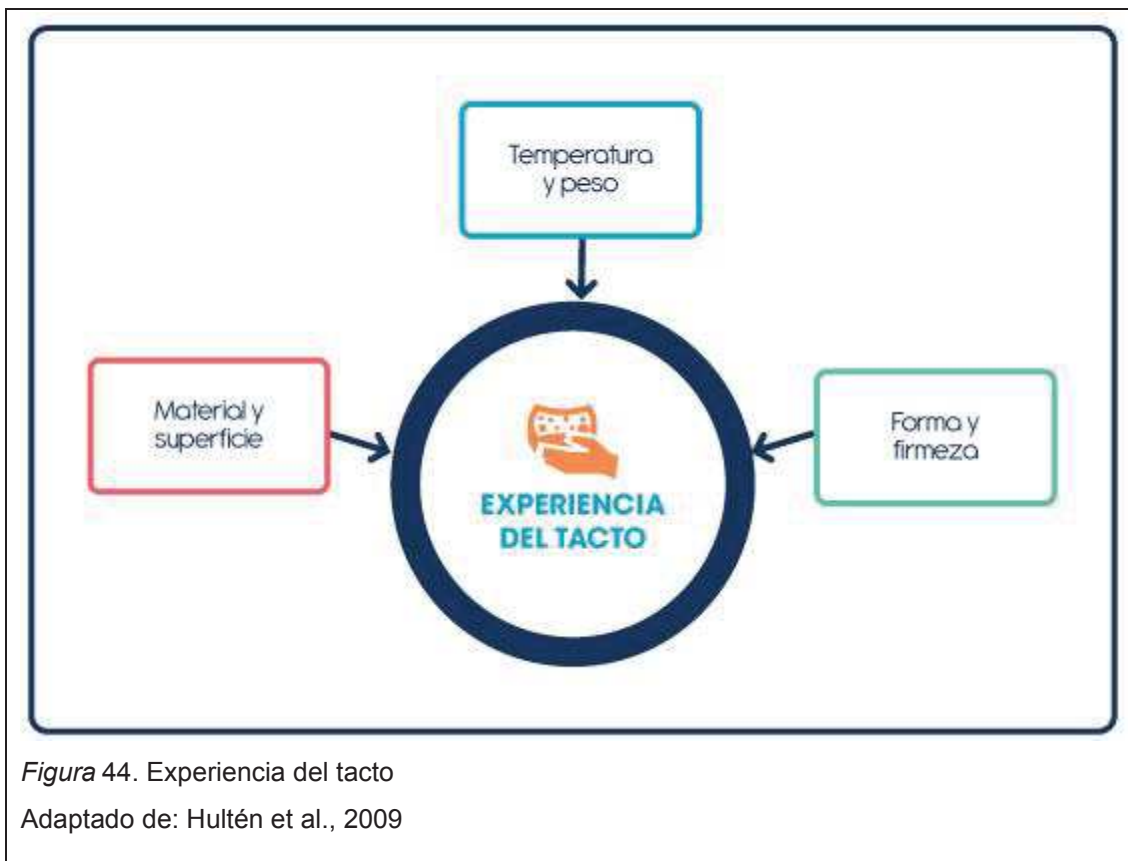 Temperatura
y peso
Material y
superficie
Forma y
firmeza
EXPERIENCIA
DEL TACTO
Figura 44. Experiencia del tacto
Adaptado de: Hultén et al., 2009